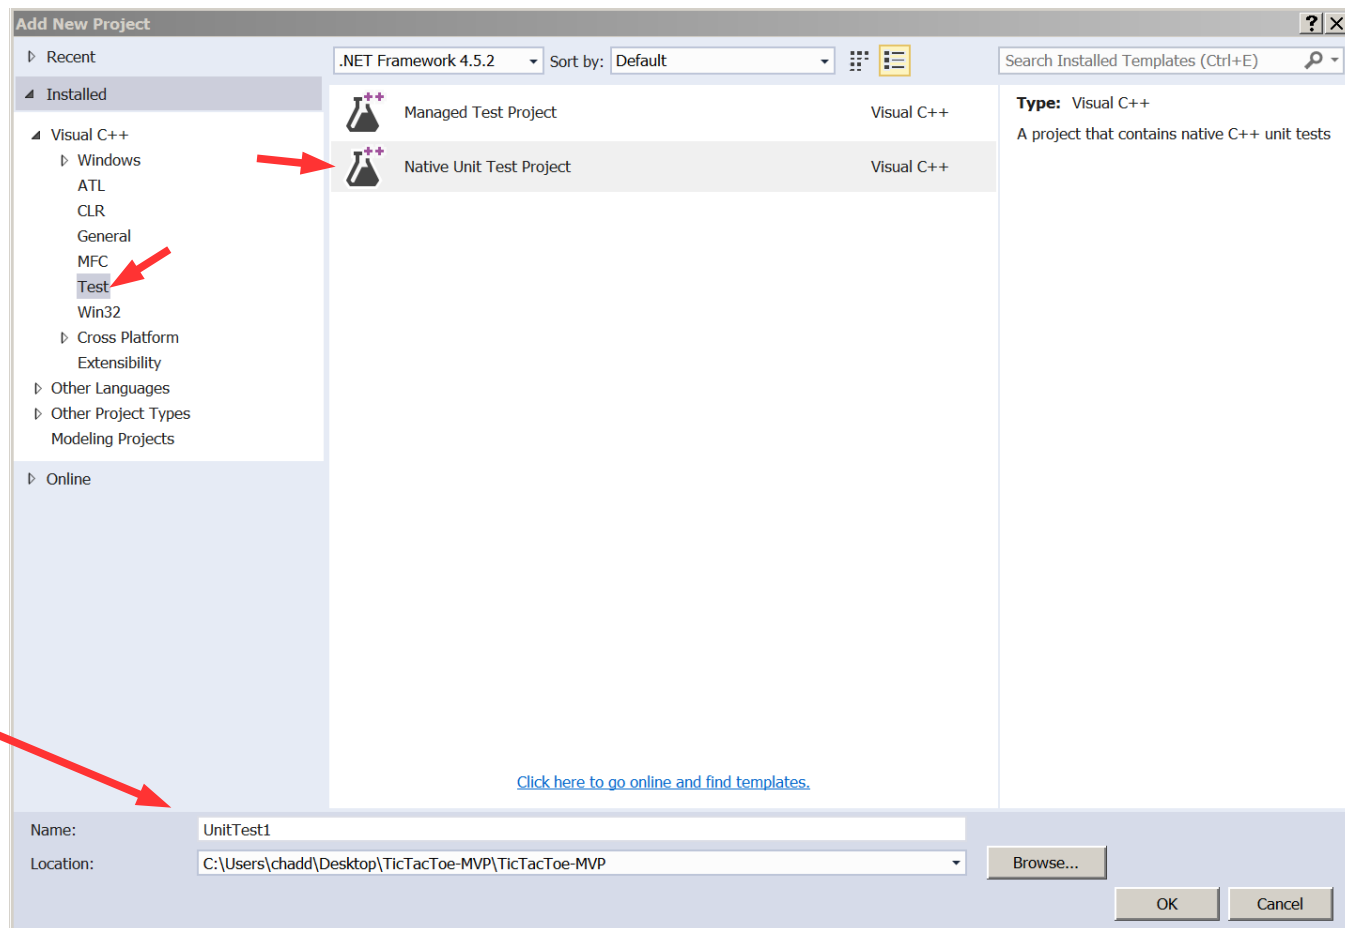 Add New Project
Recent
.NET Framework 4.5.2 Sort by: Default
Search Installed Templates (Ctrl+E)
Installed
Visual C++
Windows
ATL
CLR
General
MFC
Test
Win32
Cross Platform
Extensibility
Other Languages
Other Project Types
Modeling Projects
Online
Managed Test Project Visual C++
Native Unit Test Project Visual C++
Type: Visual C++
A project that contains native C++ unit tests
Click here to go online and find templates.
Name: UnitTest1
Location: C:\Users\chadd\Desktop\TicTacToe-MVP\TicTacToe-MVP
Browse...
OK Cancel